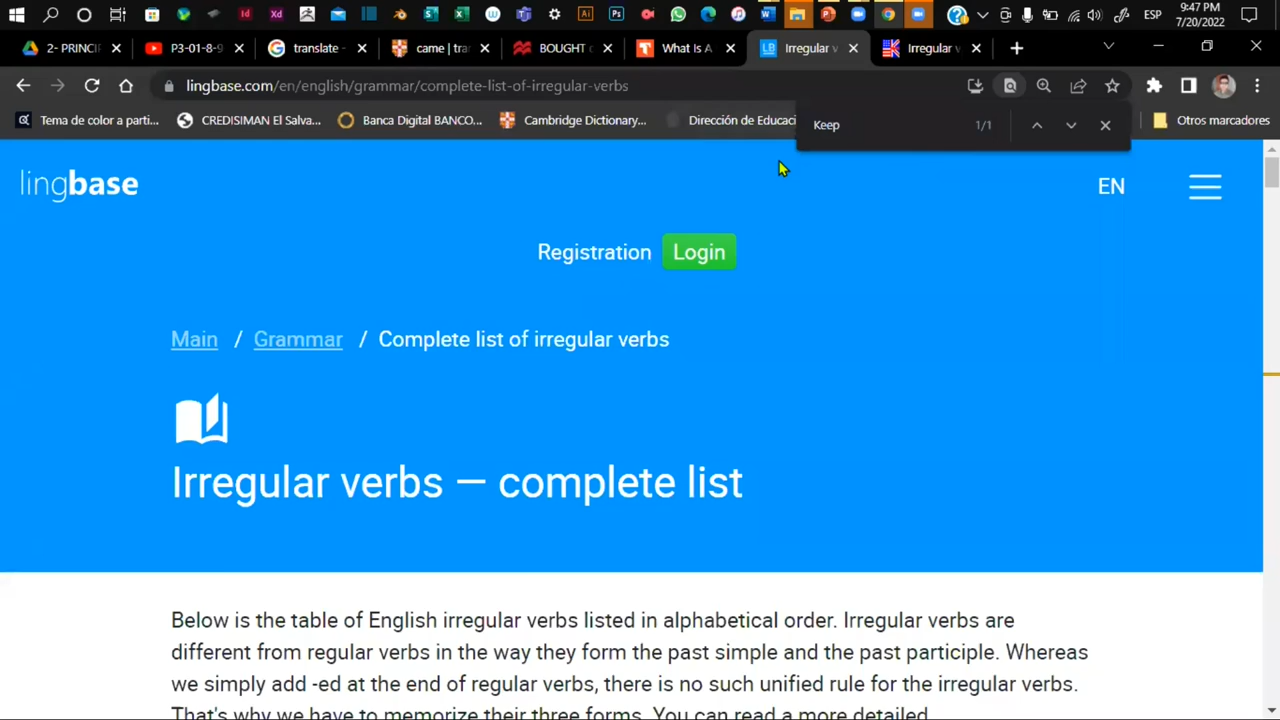 9:47 PM
ESP
7/20/2022
2- PRINCI
P3-01-8-9
translate -
came | tra
BOUGHT d
What Is A
Irregular v
Irregular v
lingbase.com/en/english/grammar/complete-list-of-irregular-verbs
Tema de color a parti...
CREDISIMAN El Salva...
Banca Digital BANCO...
Cambridge Dictionary...
Dirección de Educaci
Otros marcadores
Keep
1/1
lingbase
EN
Registration
Login
Main / Grammar / Complete list of irregular verbs
Irregular verbs — complete list
Below is the table of English irregular verbs listed in alphabetical order. Irregular verbs are
different from regular verbs in the way they form the past simple and the past participle. Whereas
we simply add -ed at the end of regular verbs, there is no such unified rule for the irregular verbs.
That's why we have to memorize their three forms. You can read a more detailed